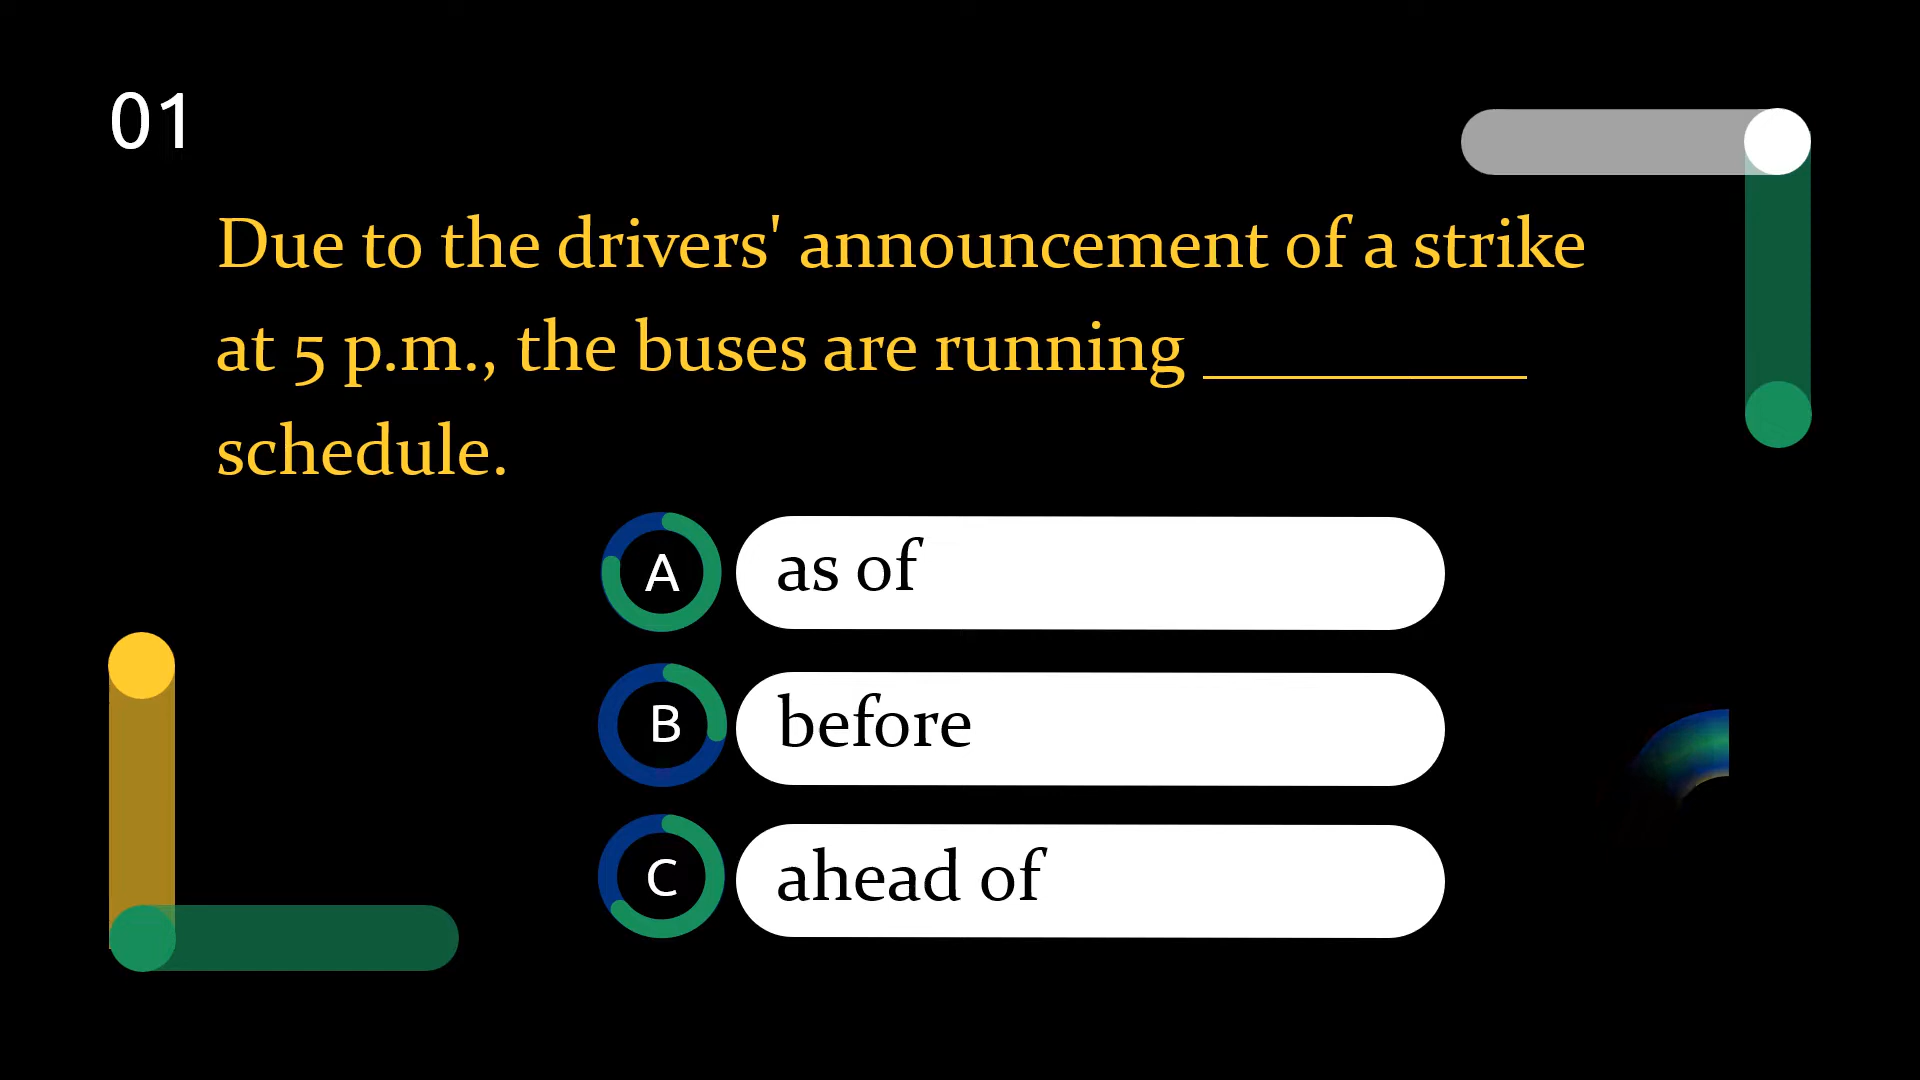 01
Due to the drivers' announcement of a strike
at 5 p.m., the buses are running __________
schedule.
A as of
B before
C ahead of